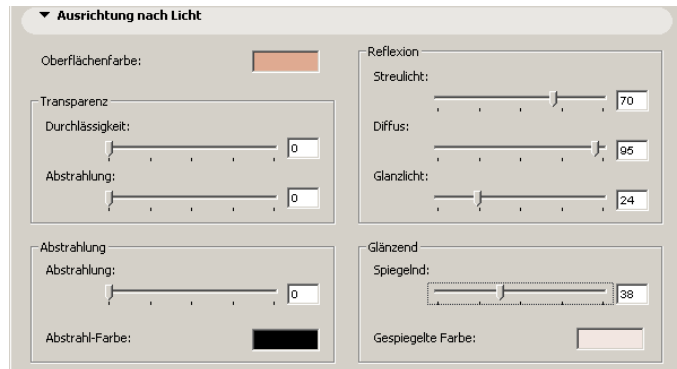 Ausrichtung nach Licht
Oberflächenfarbe:
Transparenz
Durchlässigkeit:
0
Abstrahlung:
0
Abstrahlung
Abstrahlung:
0
Abstrahl-Farbe:
Reflexion
Streulicht:
70
Diffus:
95
Glanzlicht:
24
Glänzend
Spiegelnd:
38
Gespiegelte Farbe: